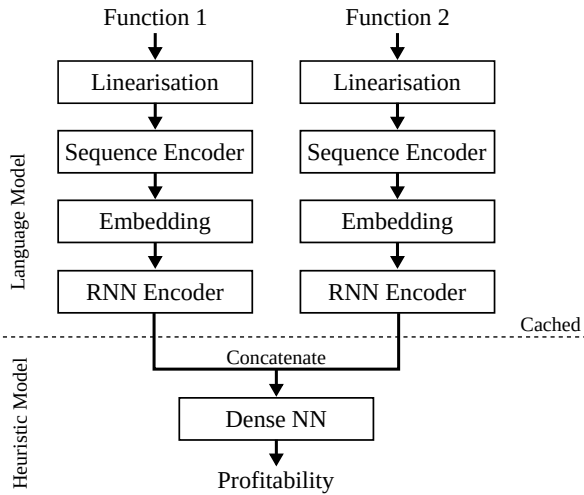 Function 1
Function 2
Linearisation
Linearisation
Sequence Encoder
Sequence Encoder
Embedding
Embedding
RNN Encoder
RNN Encoder
Language Model
Cached
Concatenate
Heuristic Model
Dense NN
Profitability